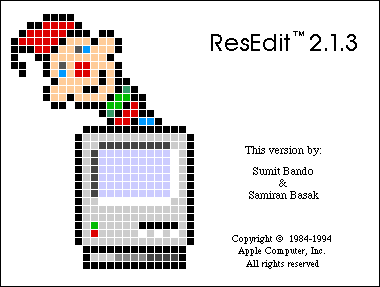 ResEdit™ 2.1.3
This version by:
Sumit Bando
&
Samiran Basak
Copyright © 1984-1994
Apple Computer, Inc.
All rights reserved